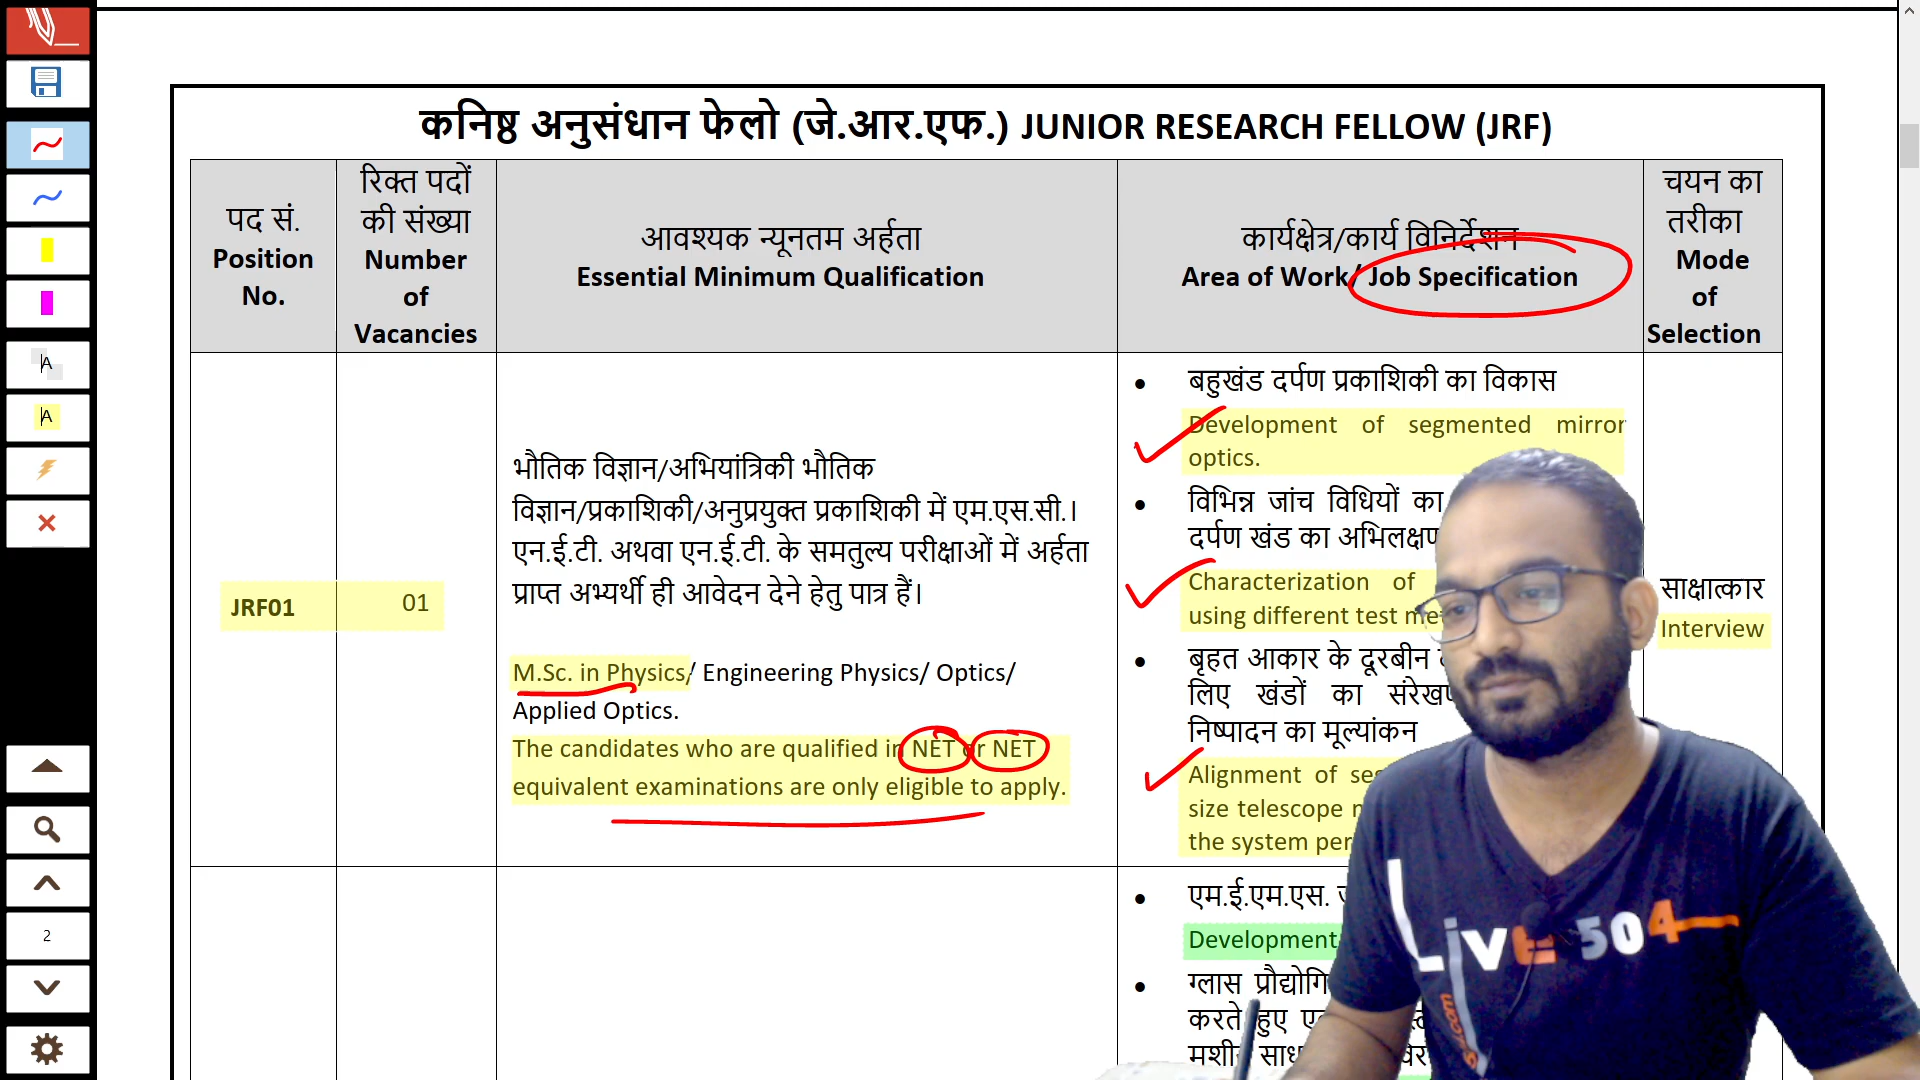 कनिष्ठ अनुसंधान फेलो (जे.आर.एफ.) JUNIOR RESEARCH FELLOW (JRF)
पद सं.
Position
No.
रिक्त पदों
की संख्या
Number
of
Vacancies
आवश्यक न्यूनतम अर्हता
Essential Minimum Qualification
कार्यक्षेत्र/कार्य विनिर्देशन
Area of Work/ Job Specification
चयन का
तरीका
Mode
of
Selection
JRF01
01
भौतिक विज्ञान/अभियांत्रिकी भौतिक
विज्ञान/प्रकाशिकी/अनुप्रयुक्त प्रकाशिकी में एम.एस.सी.।
एन.ई.टी. अथवा एन.ई.टी. के समतुल्य परीक्षाओं में अर्हता
प्राप्त अभ्यर्थी ही आवेदन देने हेतु पात्र हैं।
M.Sc. in Physics/ Engineering Physics/ Optics/
Applied Optics.
The candidates who are qualified in NET or NET
equivalent examinations are only eligible to apply.
• बहुखंड दर्पण प्रकाशिकी का विकास
Development of segmented mirror
optics.
• विभिन्न जांच विधियों का
दर्पण खंड का
Characterization of
using different test
• बृहत आकार के दूरबीन
लिए खंडों का
निष्पादन का मूल्यांकन
Alignment of
size telescope
the system
साक्षात्कार
Interview
• एम.ई.एम.एस.
Development
• ग्लास
करते हुए
A
A
2
Live 504